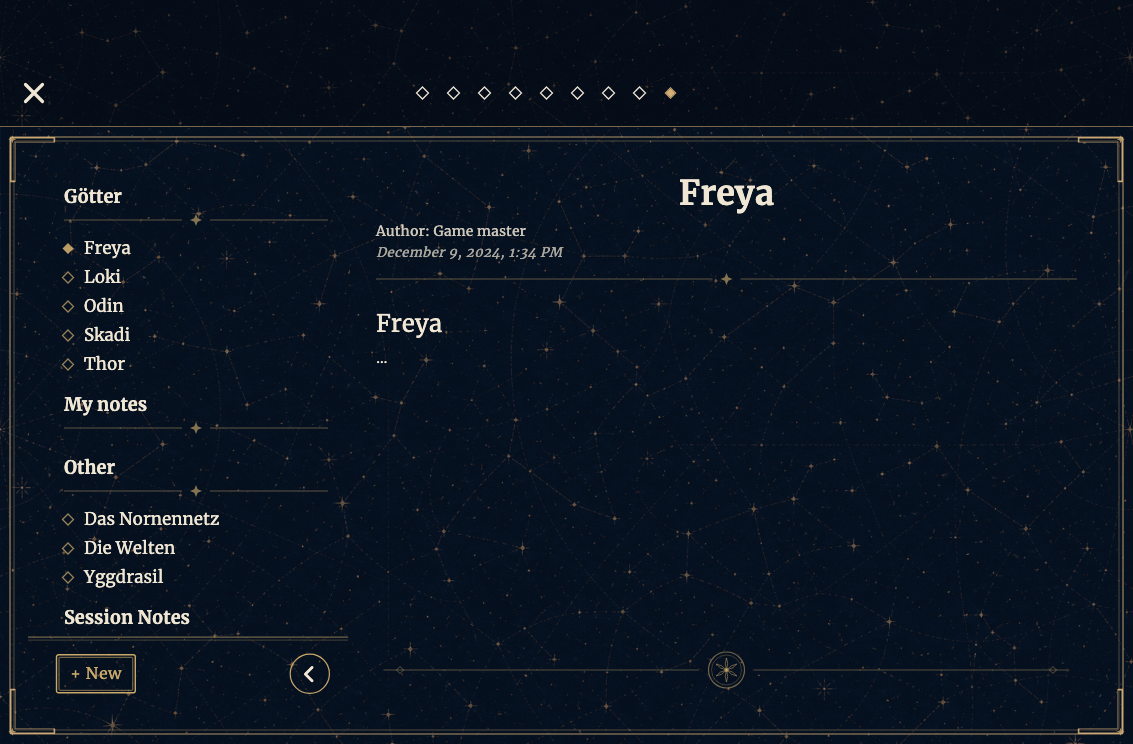 Götter
Freya
Loki
Odin
Skadi
Thor
My notes
Other
Das Nornennetz
Die Welten
Yggdrasil
Session Notes
+ New
Freya
Author: Game master
December 9, 2024, 1:34 PM
Freya
...